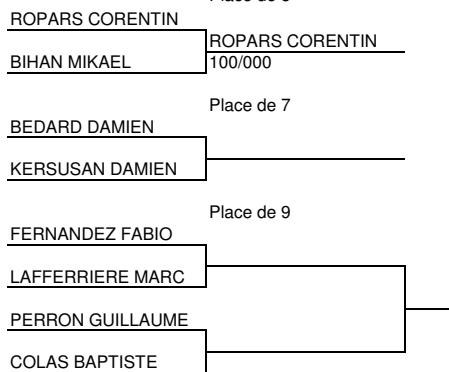 ROPARS CORENTIN
ROPARS CORENTIN
BIHAN MIKAEL
100/000
Place de 7
BEDARD DAMIEN
KERSUSAN DAMIEN
Place de 9
FERNANDEZ FABIO
LAFFERRIERE MARC
PERRON GUILLAUME
COLAS BAPTISTE